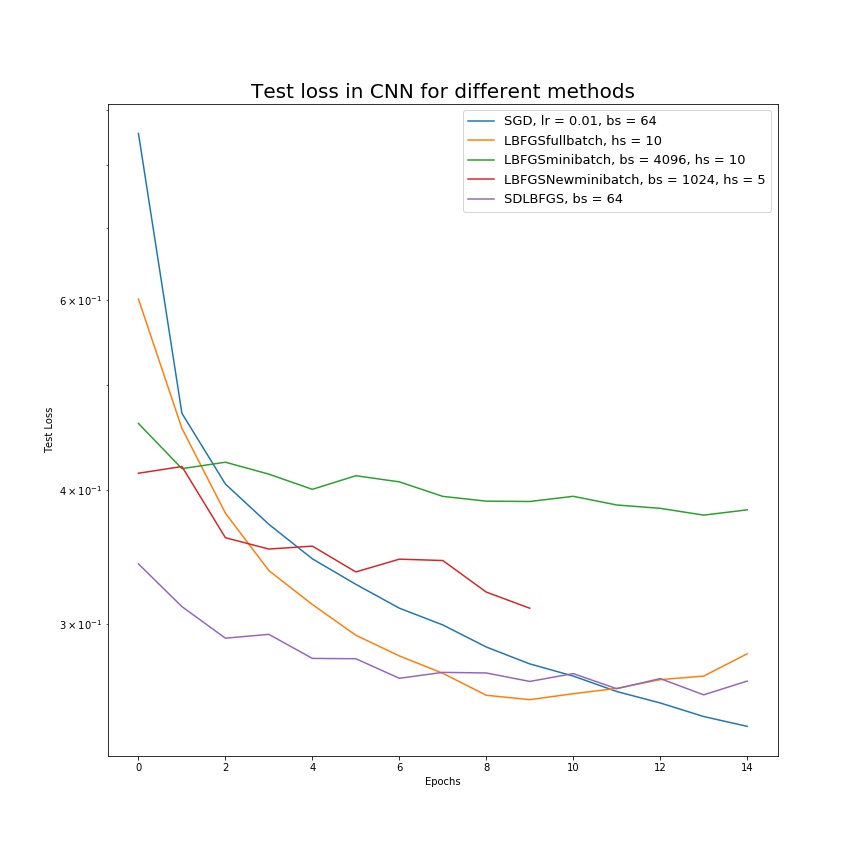 Test loss in CNN for different methods
SGD, lr = 0.01, bs = 64
LBFGSfullbatch, hs = 10
LBFGSminibatch, bs = 4096, hs = 10
LBFGSNewminibatch, bs = 1024, hs = 5
SDLBFGS, bs = 64
6 × 10⁻¹
4 × 10⁻¹
3 × 10⁻¹
Test Loss
0 2 4 6 8 10 12 14
Epochs